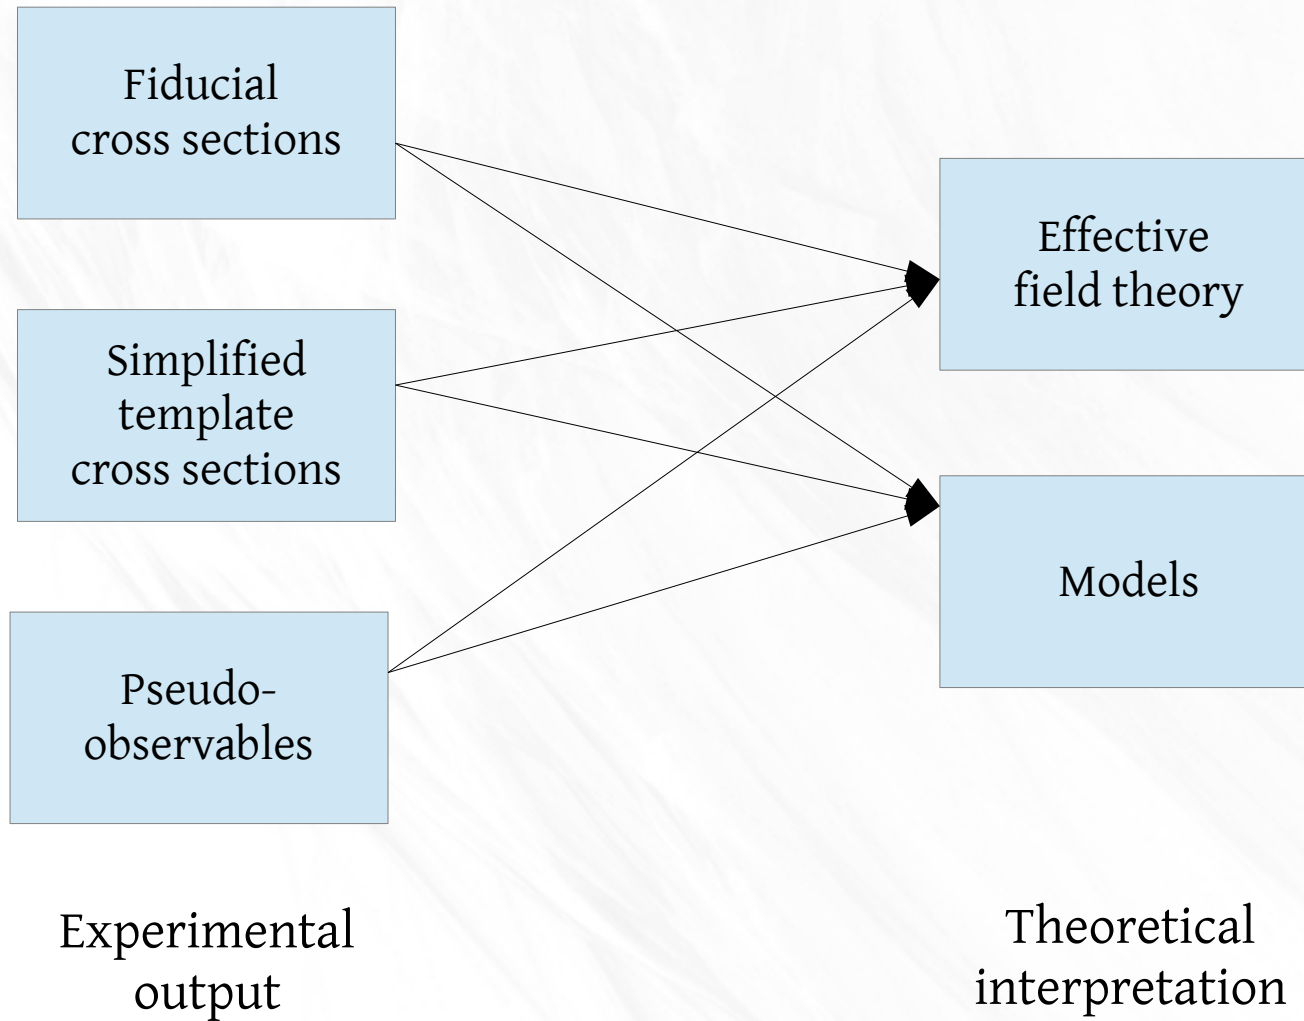 Fiducial
cross sections
Simplified
template
cross sections
Pseudo-
observables
Experimental
output
Effective
field theory
Models
Theoretical
interpretation